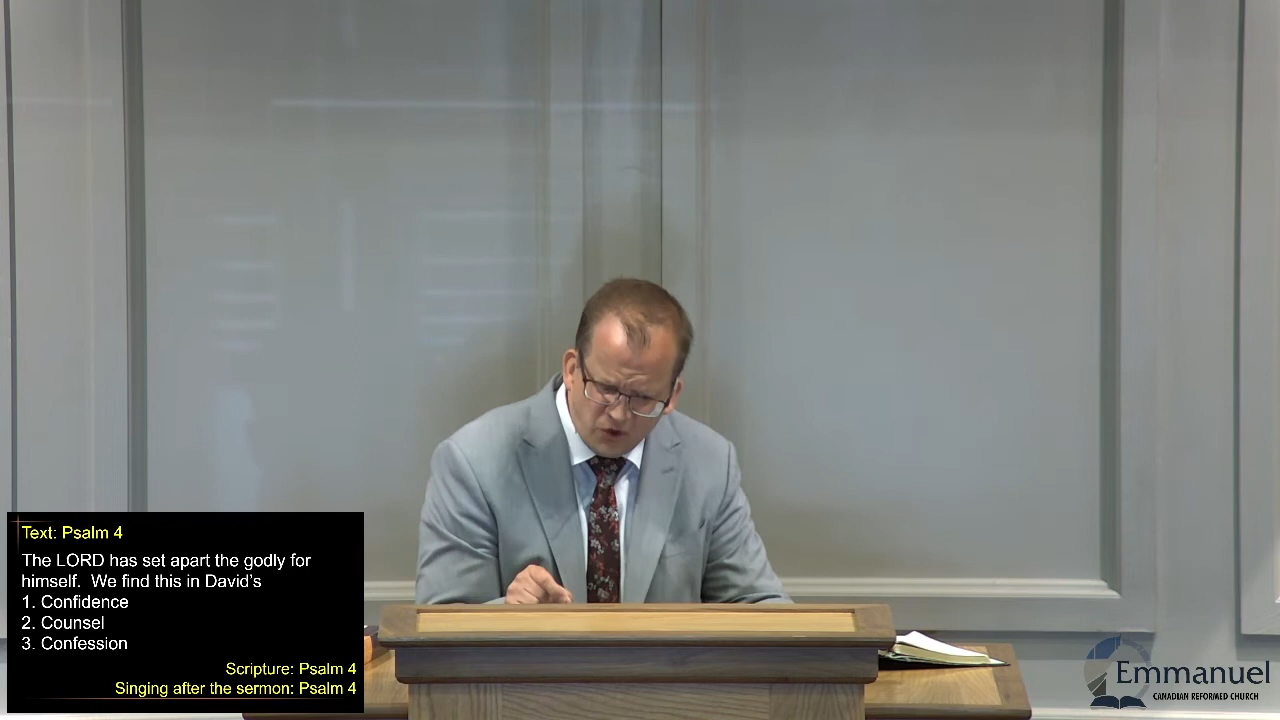 Text: Psalm 4
The LORD has set apart the godly for
himself.  We find this in David’s
1. Confidence
2. Counsel
3. Confession
Scripture: Psalm 4
Singing after the sermon: Psalm 4
Emmanuel
CANADIAN REFORMED CHURCH